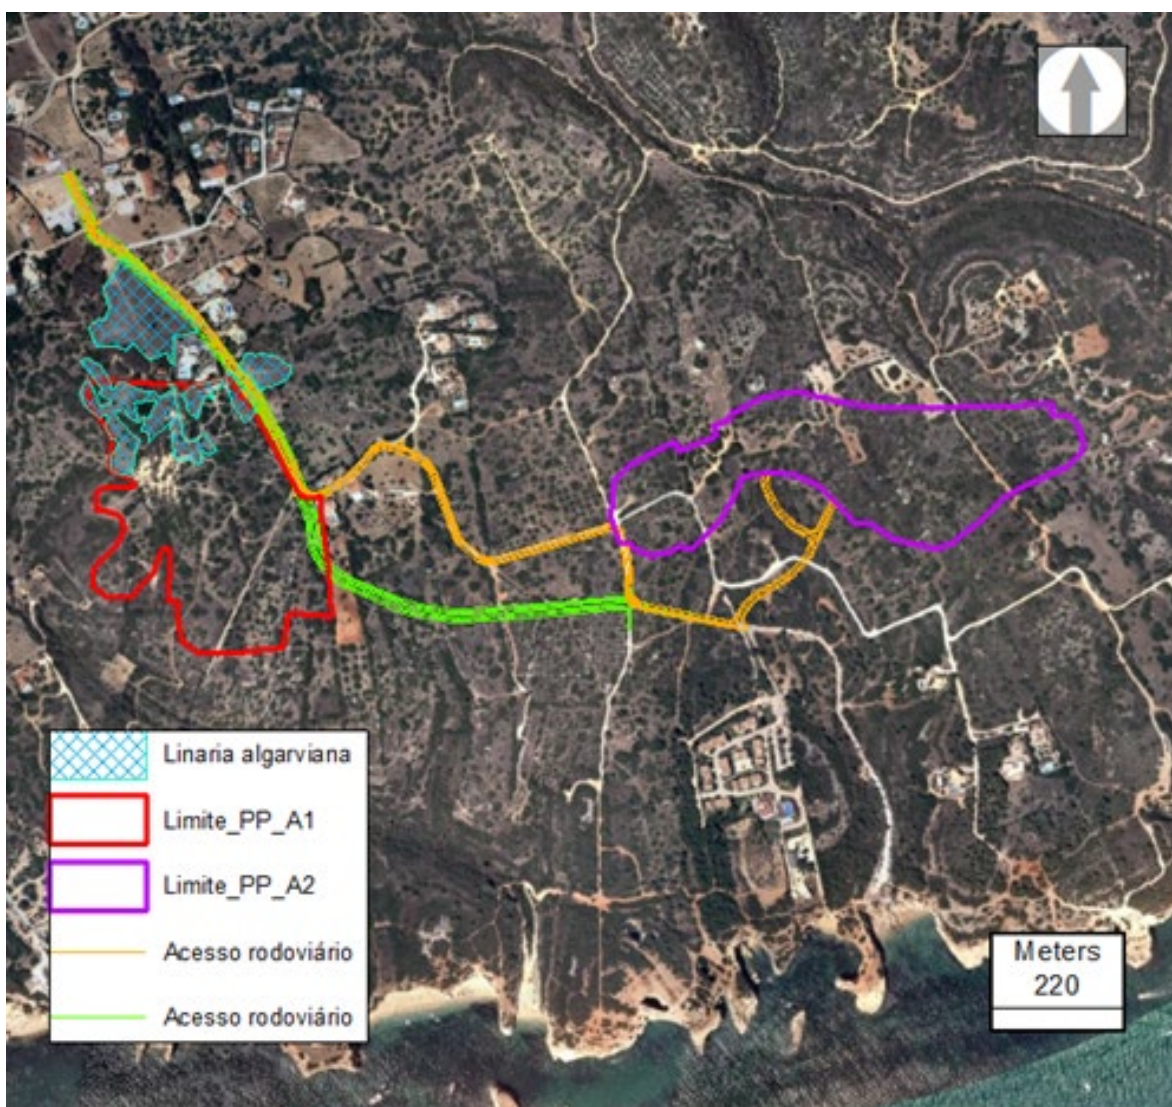 Linaria algarviana
Limite_PP_A1
Limite_PP_A2
Acesso rodoviário
Acesso rodoviário
Meters
220